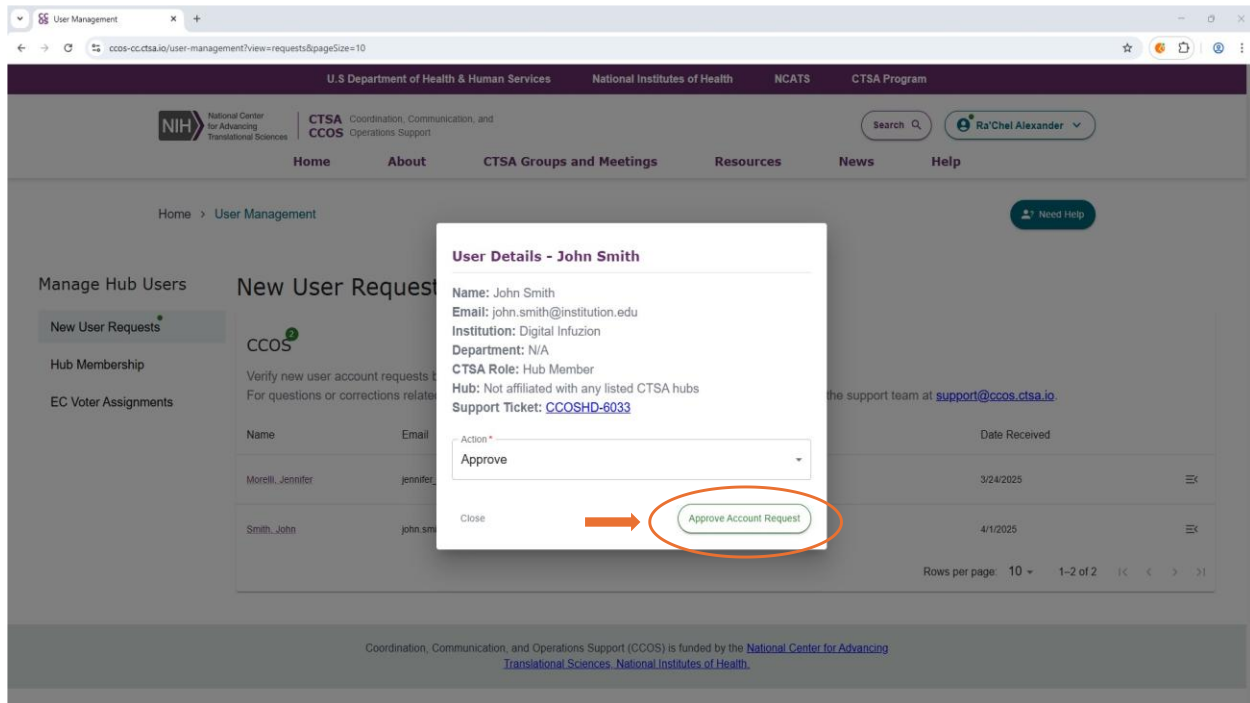 User Management
ccos-cc.ctsa.io/user-management?view=requests&pageSize=10
U.S Department of Health & Human Services National Institutes of Health NCATS CTSA Program
NIH National Center for Advancing Translational Sciences
CTSA CCOS Coordination, Communication, and Operations Support
Search
Ra'Chel Alexander
Home About CTSA Groups and Meetings Resources News Help
Home > User Management
Need Help
Manage Hub Users
New User Requests
Hub Membership
EC Voter Assignments
New User Request
CCOS 2
Verify new user account requests
For questions or corrections the support team at support@ccos.ctsa.io.
Name Email Date Received
Morelli, Jennifer jennifer_ 3/24/2025
Smith, John john.smi 4/1/2025
Rows per page: 10 1–2 of 2
User Details - John Smith
Name: John Smith
Email: john.smith@institution.edu
Institution: Digital Infuzion
Department: N/A
CTSA Role: Hub Member
Hub: Not affiliated with any listed CTSA hubs
Support Ticket: CCOSHD-6033
Action *
Approve
Close
Approve Account Request
Coordination, Communication, and Operations Support (CCOS) is funded by the National Center for Advancing
Translational Sciences, National Institutes of Health.